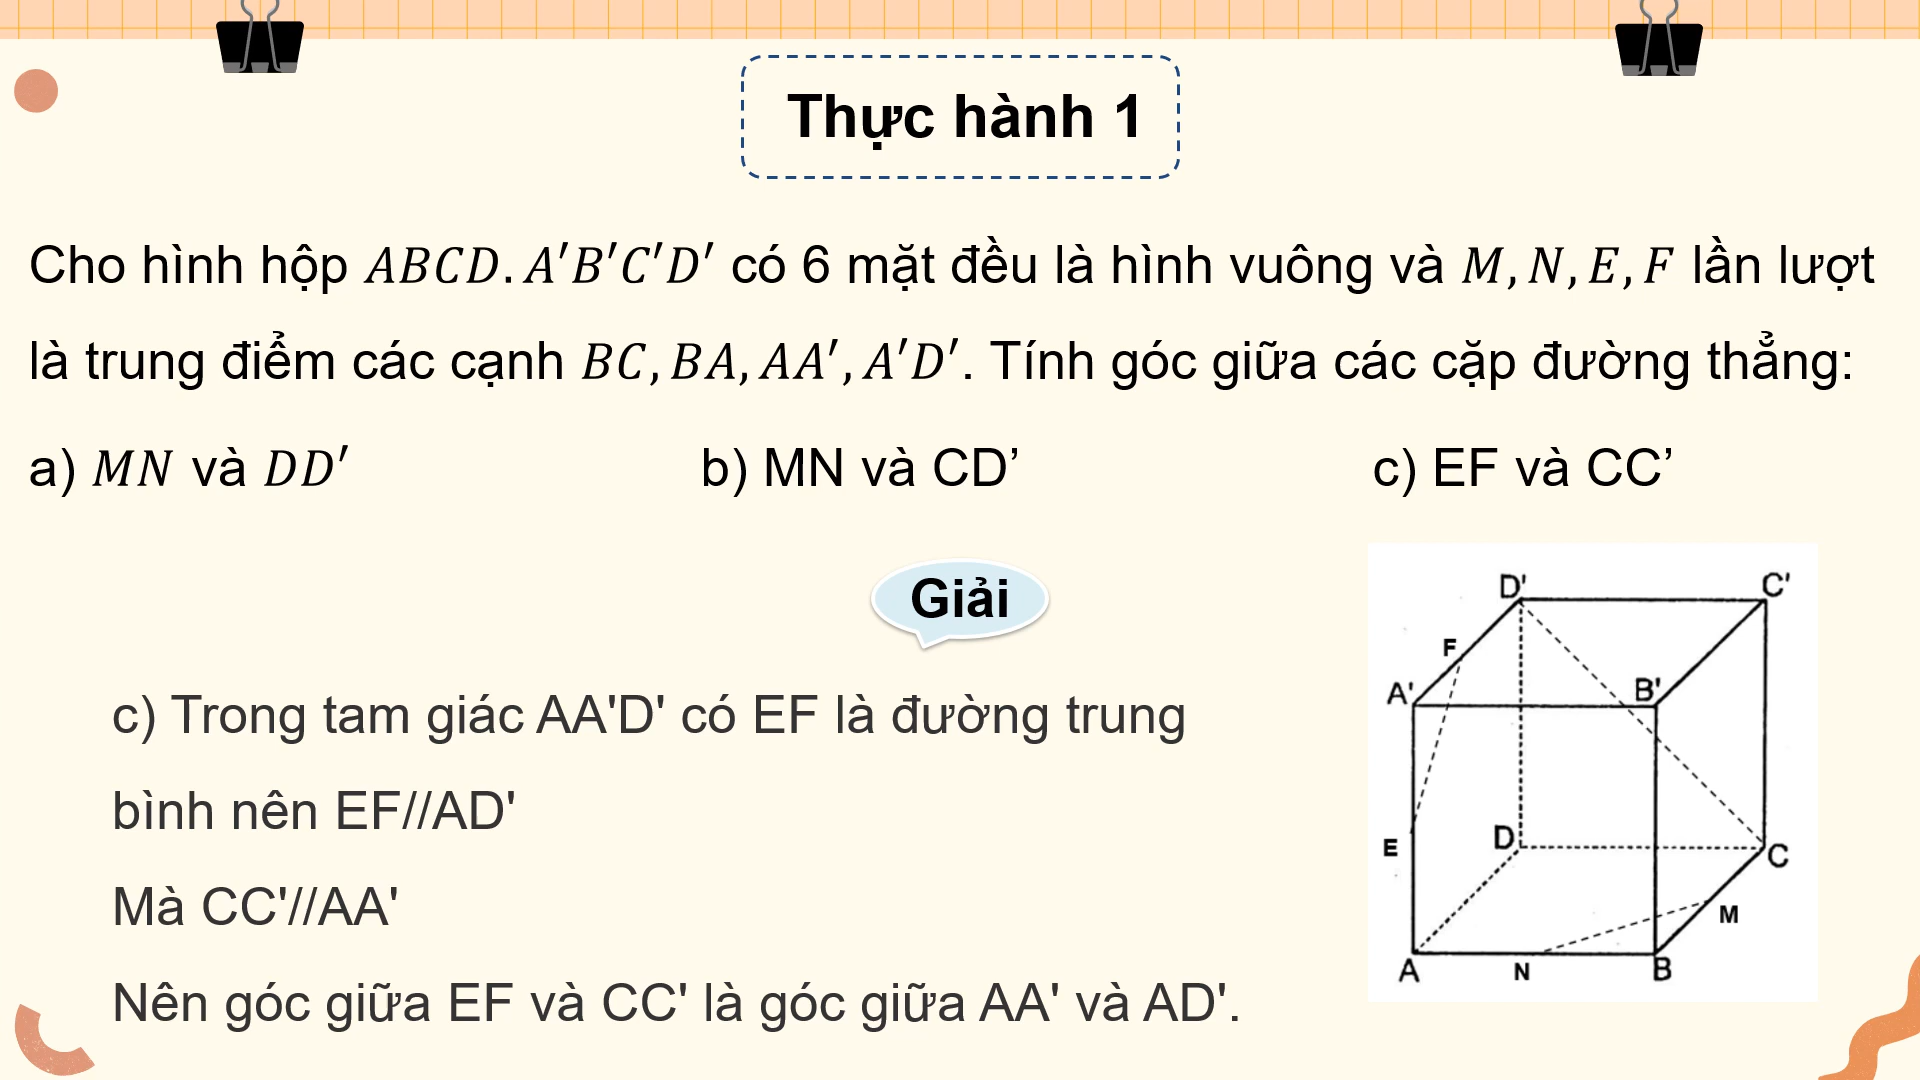 Thực hành 1
Cho hình hộp ABCD.A′B′C′D′ có 6 mặt đều là hình vuông và M, N, E, F lần lượt
là trung điểm các cạnh BC, BA, AA′, A′D′. Tính góc giữa các cặp đường thẳng:
a) MN và DD′ b) MN và CD’ c) EF và CC’
Giải
c) Trong tam giác AA'D' có EF là đường trung
bình nên EF//AD'
Mà CC'//AA'
Nên góc giữa EF và CC' là góc giữa AA' và AD'.
D' C'
F
A' B'
E D C
M
A N B